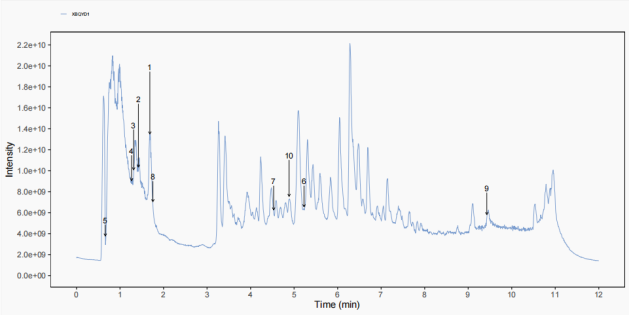 XBQYD1
2.2e+10
2.0e+10
1.8e+10
1.6e+10
1.4e+10
1.2e+10
1.0e+10
8.0e+09
6.0e+09
4.0e+09
2.0e+09
0.0e+00
Intensity
1
2
3
4
5
8
7
10
6
9
0 1 2 3 4 5 6 7 8 9 10 11 12
Time (min)